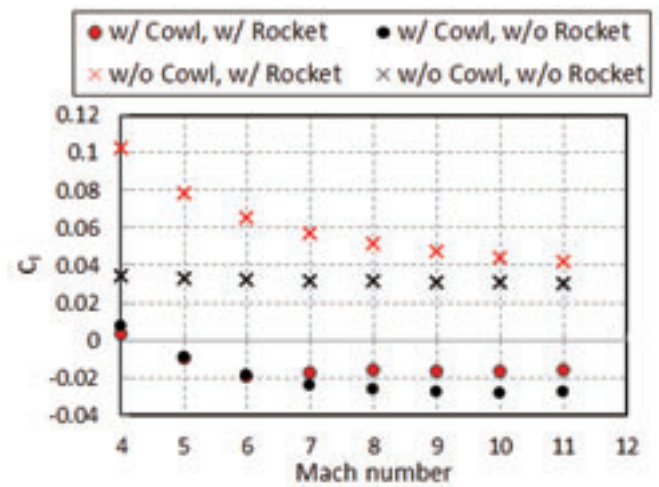 w/ Cowl, w/ Rocket
w/ Cowl, w/o Rocket
w/o Cowl, w/ Rocket
w/o Cowl, w/o Rocket
0.12
0.1
0.08
0.06
0.04
0.02
0
-0.02
-0.04
Cl
4 5 6 7 8 9 10 11 12
Mach number